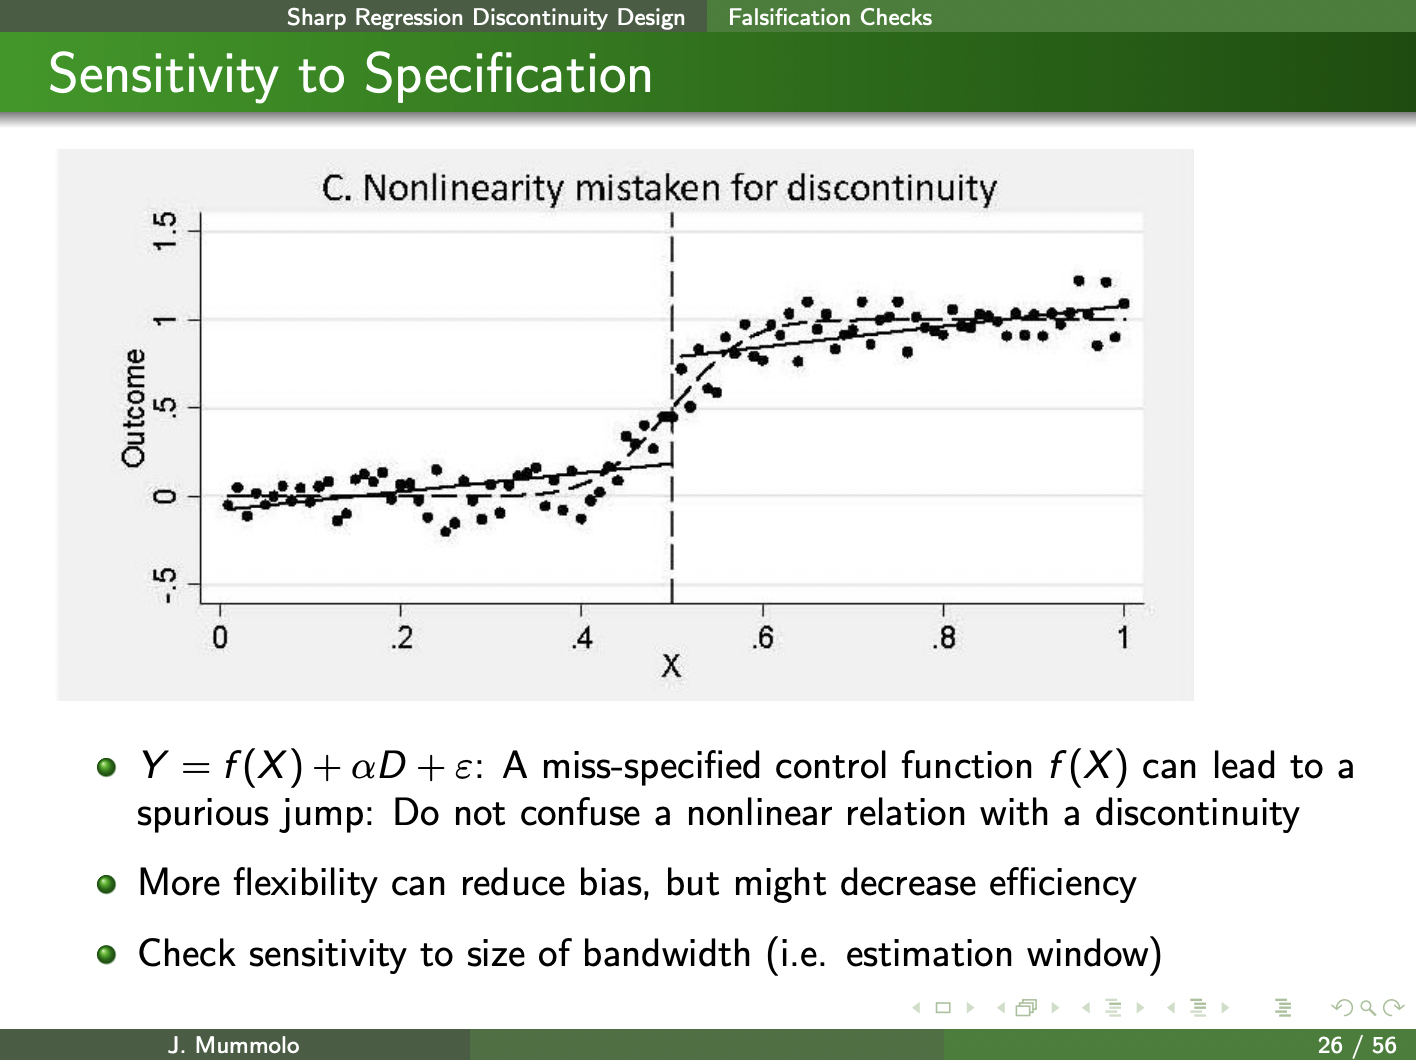 Sharp Regression Discontinuity Design Falsification Checks
Sensitivity to Specification
C. Nonlinearity mistaken for discontinuity
1.5
1
.5
0
-.5
Outcome
0 .2 .4 .6 .8 1
X
Y = f(X) + αD + ε: A miss-specified control function f(X) can lead to a
spurious jump: Do not confuse a nonlinear relation with a discontinuity
More flexibility can reduce bias, but might decrease efficiency
Check sensitivity to size of bandwidth (i.e. estimation window)
J. Mummolo 26 / 56